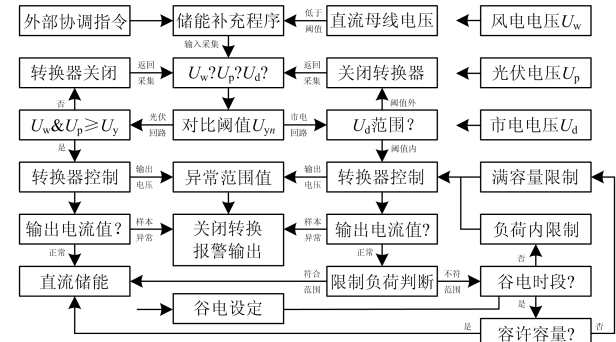 外部协调指令
储能补充程序
低于
阈值
直流母线电压
风电电压Uw
输入采集
转换器关闭
返回
采集
Uw?Up?Ud?
返回
采集
关闭转换器
光伏电压Up
否
阈值外
Uw&Up≥Uy
光伏
回路
对比阈值Uyn
市电
回路
Ud范围?
市电电压Ud
是
阈值内
转换器控制
输出
电压
异常范围值
输出
电压
转换器控制
满容量限制
输出电流值?
样本
异常
关闭转换
报警输出
样本
异常
输出电流值?
负荷内限制
正常
正常
否
直流储能
符合
范围
限制负荷判断
不符
范围
谷电时段?
谷电设定
是
是
容许容量?
否